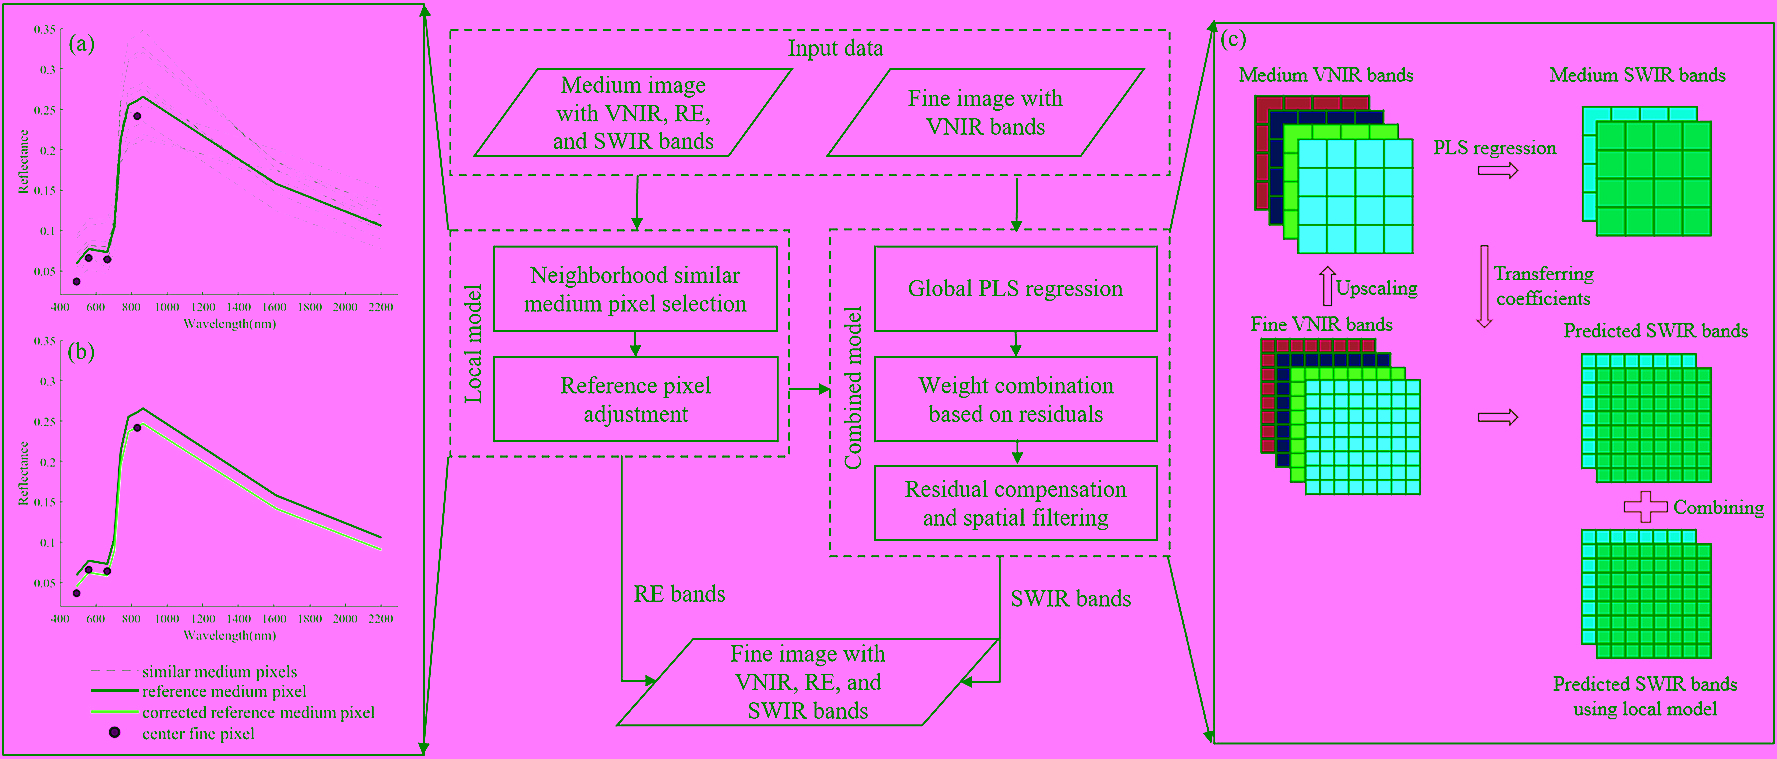 (a)
0.35
0.3
0.25
0.2
0.15
0.1
0.05
Reflectance
400 600 800 1000 1200 1400 1600 1800 2000 2200
Wavelength(nm)
(b)
0.35
0.3
0.25
0.2
0.15
0.1
0.05
Reflectance
400 600 800 1000 1200 1400 1600 1800 2000 2200
Wavelength(nm)
similar medium pixels
reference medium pixel
corrected reference medium pixel
center fine pixel
Input data
Medium image
with VNIR, RE,
and SWIR bands
Fine image with
VNIR bands
Local model
Neighborhood similar
medium pixel selection
Reference pixel
adjustment
Combined model
Global PLS regression
Weight combination
based on residuals
Residual compensation
and spatial filtering
RE bands
SWIR bands
Fine image with
VNIR, RE, and
SWIR bands
(c)
Medium VNIR bands
Medium SWIR bands
PLS regression
Upscaling
Transferring
coefficients
Fine VNIR bands
Predicted SWIR bands
Combining
Predicted SWIR bands
using local model